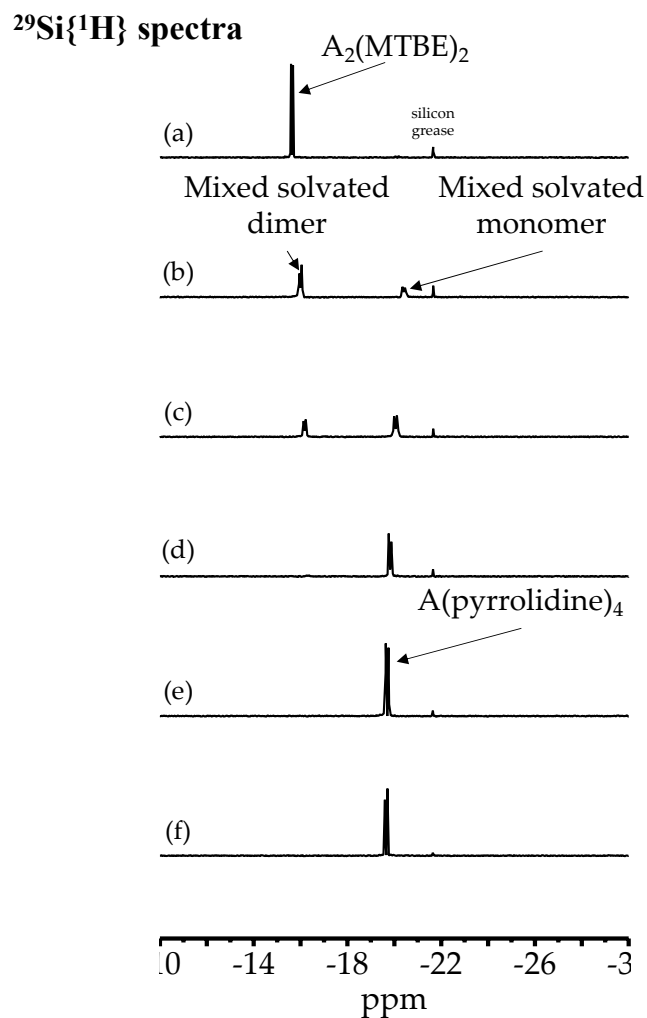 ²⁹Si{¹H} spectra
A₂(MTBE)₂
silicon
grease
(a)
Mixed solvated
dimer
Mixed solvated
monomer
(b)
(c)
(d)
A(pyrrolidine)₄
(e)
(f)
-14 -18 -22 -26 -3
ppm